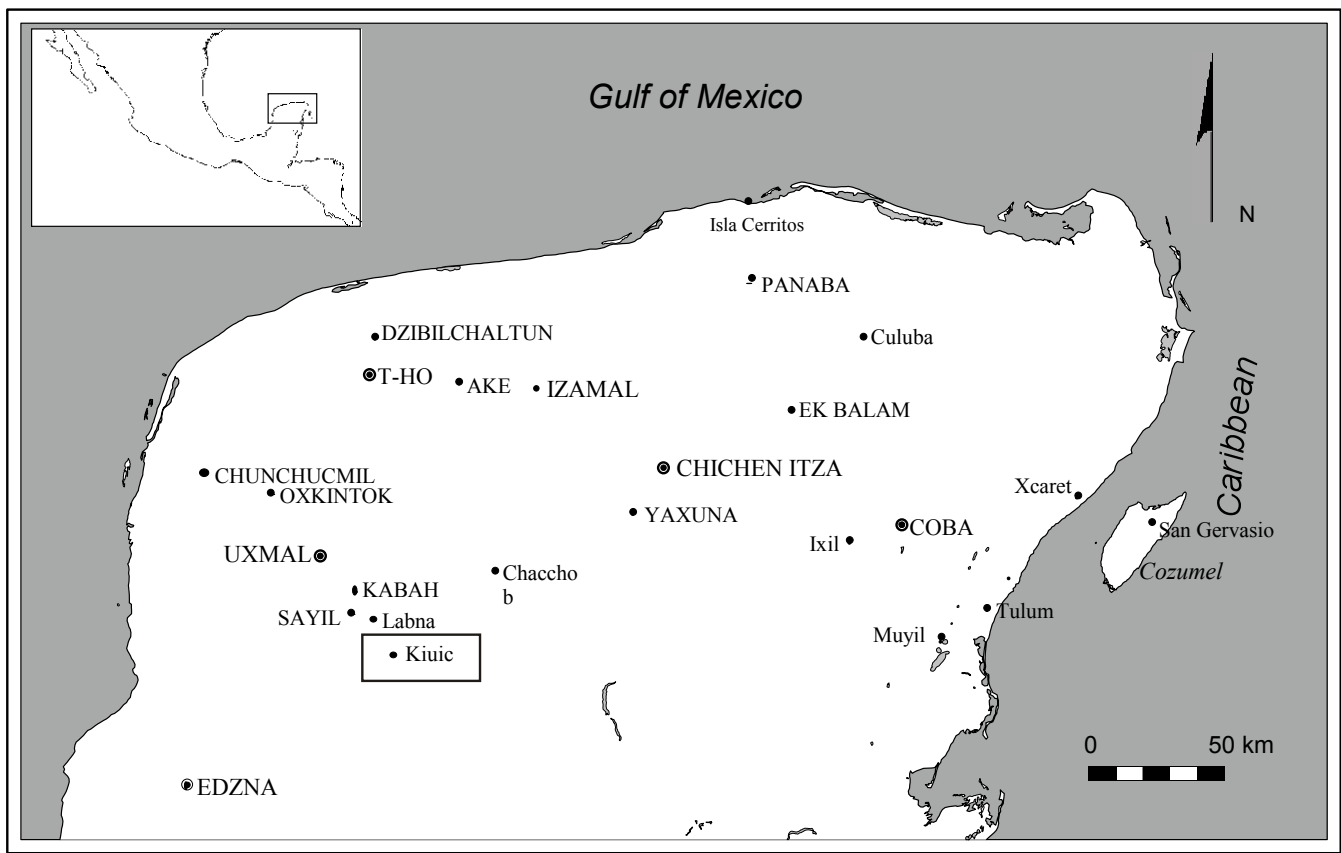 Gulf of Mexico
N
Isla Cerritos
PANABA
DZIBILCHALTUN
Culuba
T-HO
AKE
IZAMAL
EK BALAM
Caribbean
CHICHEN ITZA
CHUNCHUCMIL
OXKINTOK
Xcaret
YAXUNA
COBA
San Gervasio
Ixil
UXMAL
Chaccho
b
Cozumel
KABAH
SAYIL
Labna
Tulum
Muyil
Kiuic
0 50 km
EDZNA